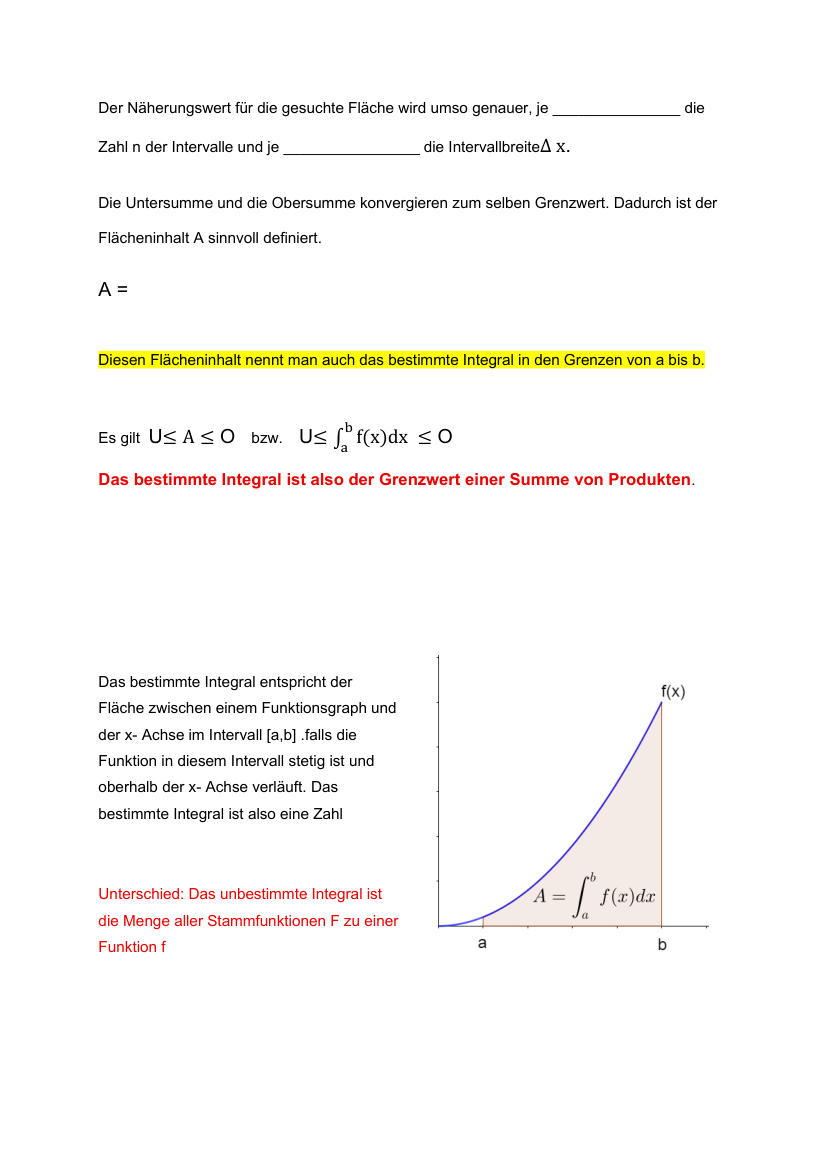 Der Näherungswert für die gesuchte Fläche wird umso genauer, je _______________ die
Zahl n der Intervalle und je ________________ die Intervallbreite∆ x.
Die Untersumme und die Obersumme konvergieren zum selben Grenzwert. Dadurch ist der
Flächeninhalt A sinnvoll definiert.
A =
Diesen Flächeninhalt nennt man auch das bestimmte Integral in den Grenzen von a bis b.
Es gilt U≤ A ≤ O bzw. U≤ ∫_a^b f(x)dx ≤ O
Das bestimmte Integral ist also der Grenzwert einer Summe von Produkten.
Das bestimmte Integral entspricht der
Fläche zwischen einem Funktionsgraph und
der x- Achse im Intervall [a,b] .falls die
Funktion in diesem Intervall stetig ist und
oberhalb der x- Achse verläuft. Das
bestimmte Integral ist also eine Zahl
Unterschied: Das unbestimmte Integral ist
die Menge aller Stammfunktionen F zu einer
Funktion f
f(x)
A = ∫_a^b f(x)dx
a b